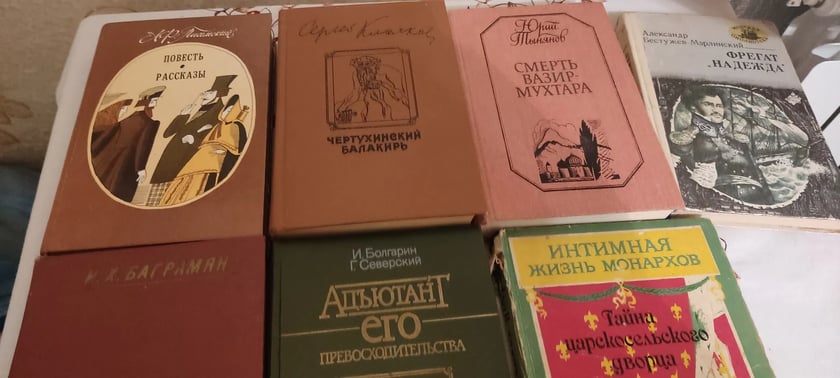 А.Ф. Писемский
ПОВЕСТЬ
РАССКАЗЫ
Сергей Клычков
ЧЕРТУХИНСКИЙ
БАЛАКИРЬ
Юрий
Тынянов
СМЕРТЬ
ВАЗИР-
МУХТАРА
Александр
Бестужев-Марлинский
ФРЕГАТ
„НАДЕЖДА"
И. Х. БАГРАМЯН
И. Болгарин
Г. Северский
АДЪЮТАНТ
ЕГО
ПРЕВОСХОДИТЕЛЬСТВА
ИНТИМНАЯ
ЖИЗНЬ МОНАРХОВ
Тайна
царскосельского
дворца